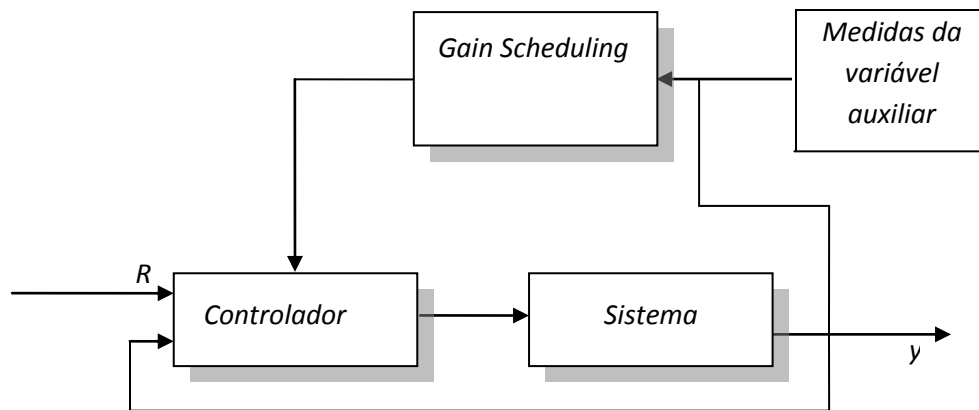 Gain Scheduling
Medidas da
variável
auxiliar
R
Controlador
Sistema
y